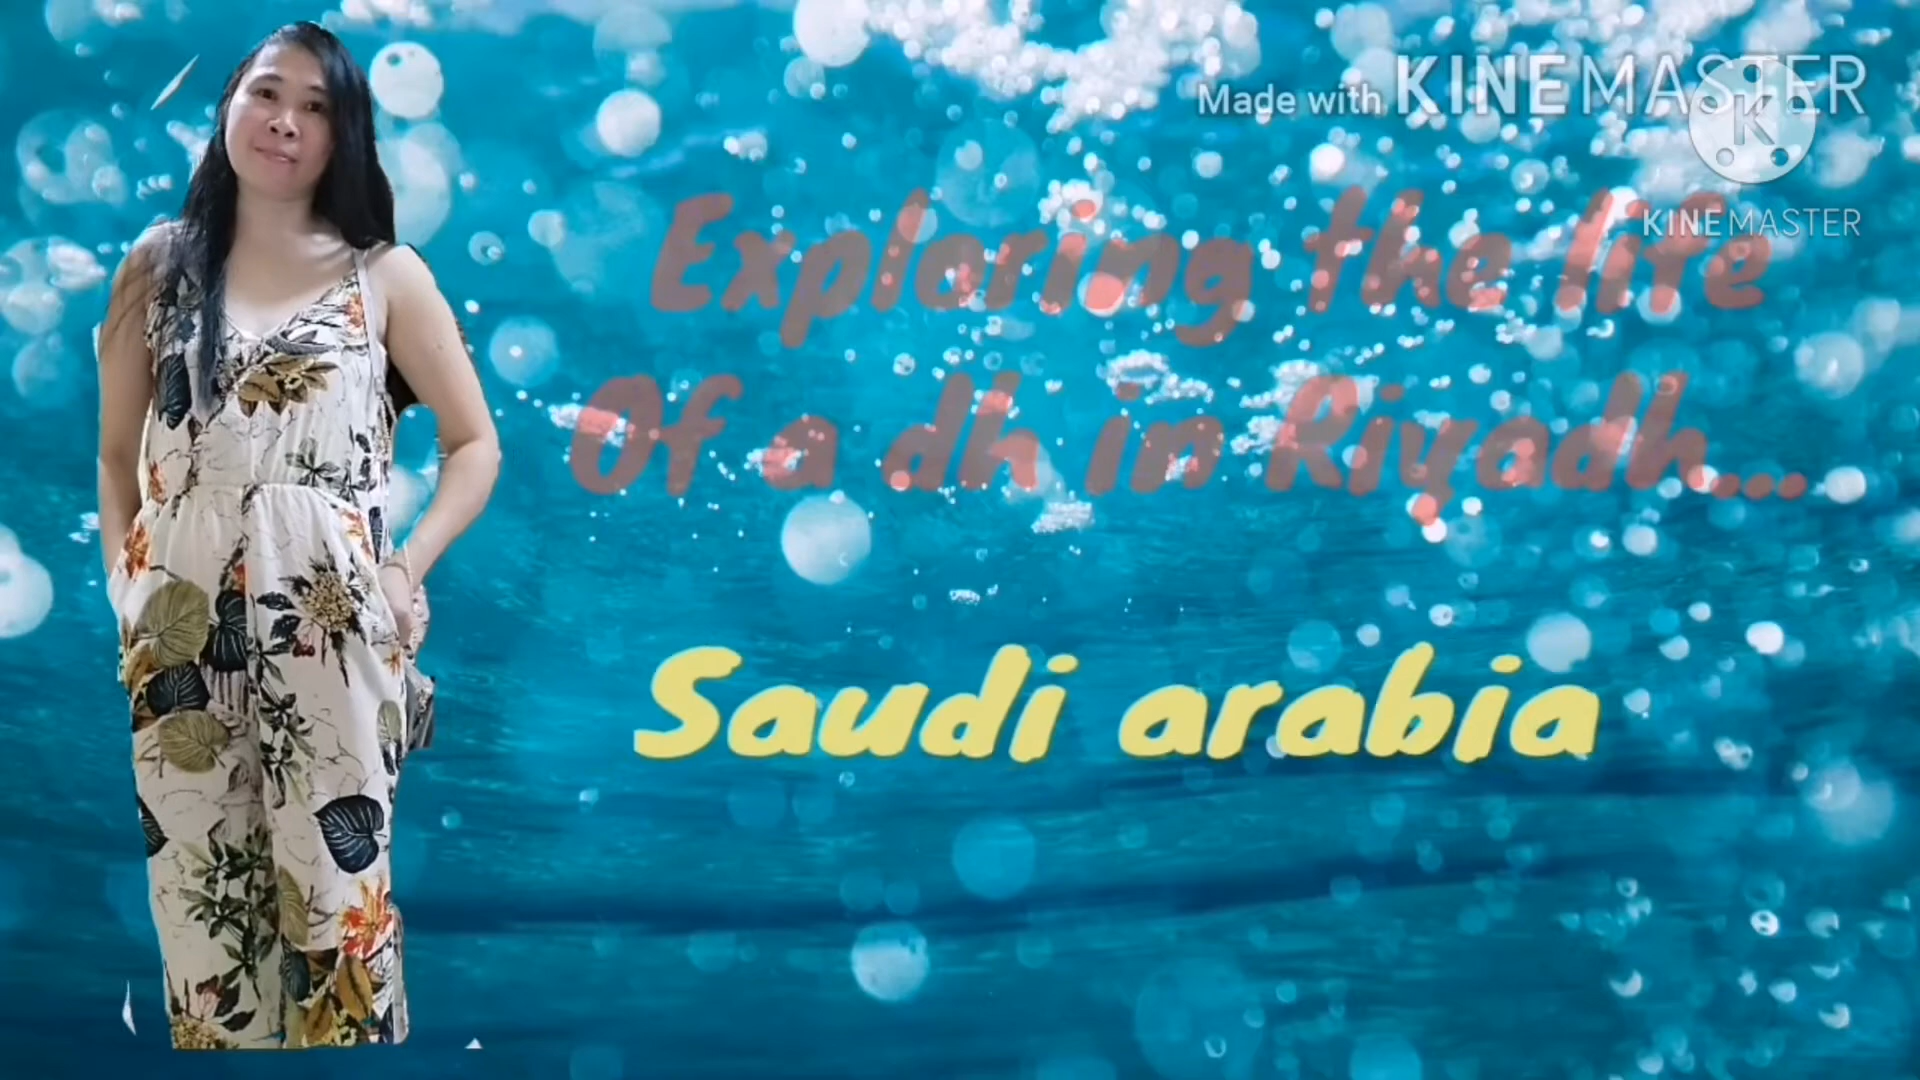 Made with KINEMASTER
K
KINEMASTER
Exploring the life
Of a dh in Riyadh...
Saudi arabia